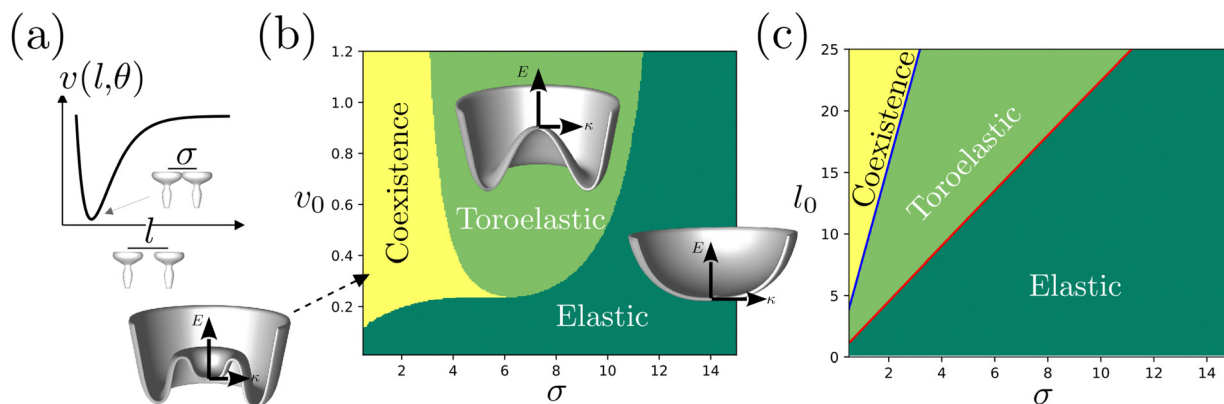 (a)
v(l,θ)
σ
l
E
κ
(b)
v₀
1.2
1.0
0.8
0.6
0.4
0.2
Coexistence
Toroelastic
Elastic
E
κ
E
κ
2 4 6 8 10 12 14
σ
(c)
l₀
25
20
15
10
5
0
Coexistence
Toroelastic
Elastic
2 4 6 8 10 12 14
σ